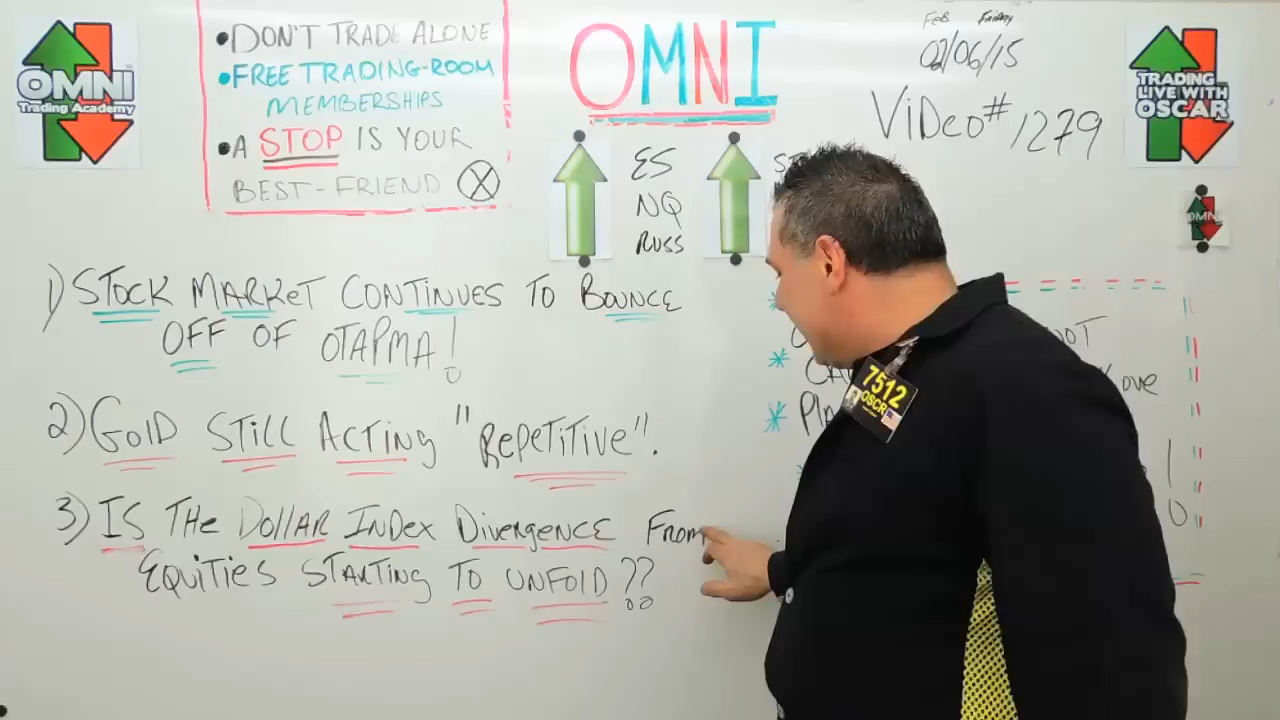 OMNI
Trading Academy
• DON'T TRADE ALONE
• FREE TRADING-ROOM
MEMBERSHIPS
• A STOP IS YOUR
BEST-FRIEND
OMNI
ES
NQ
RUSS
FEB FRIDAY
02/06/15
VIDEO # 1279
TRADING
LIVE WITH
OSCAR
OMNI
1) STOCK MARKET CONTINUES TO BOUNCE
OFF OF OTAPMA!
2) GOLD STILL ACTING "REPETITIVE".
3) IS THE DOLLAR INDEX DIVERGENCE FROM
EQUITIES STARTING TO UNFOLD??
7512
OSCR